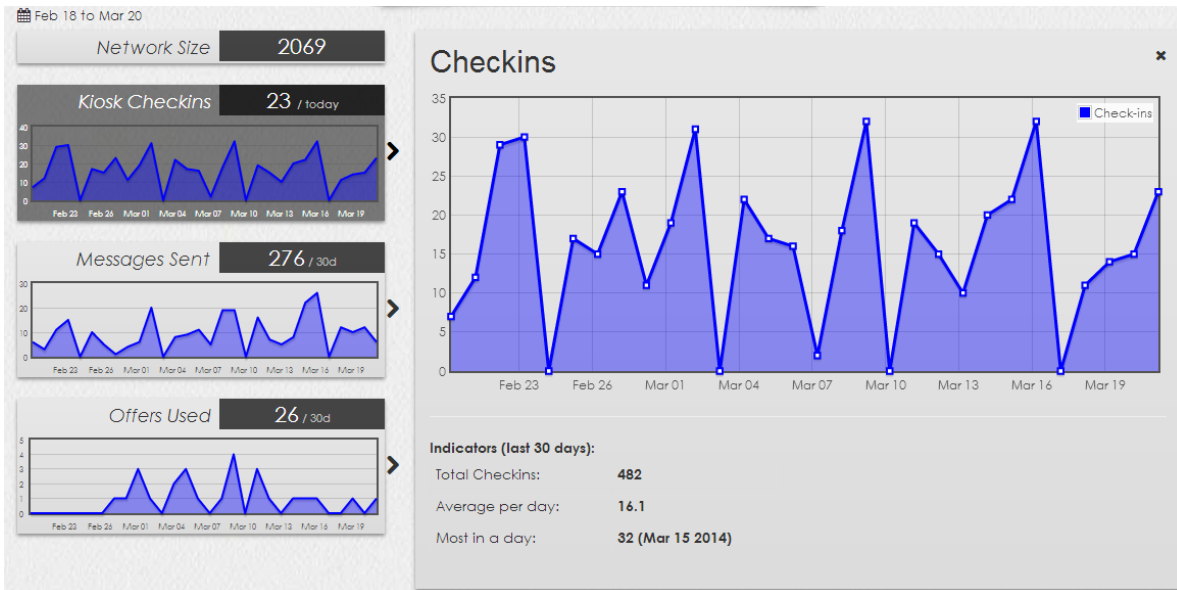 Feb 18 to Mar 20
Network Size 2069
Kiosk Checkins 23 / today
40
30
20
10
0
Feb 23 Feb 26 Mar 01 Mar 04 Mar 07 Mar 10 Mar 13 Mar 16 Mar 19
Messages Sent 276 / 30d
30
20
10
0
Feb 23 Feb 26 Mar 01 Mar 04 Mar 07 Mar 10 Mar 13 Mar 16 Mar 19
Offers Used 26 / 30d
5
4
3
2
1
0
Feb 23 Feb 26 Mar 01 Mar 04 Mar 07 Mar 10 Mar 13 Mar 16 Mar 19
Checkins
Check-ins
35
30
25
20
15
10
5
0
Feb 23 Feb 26 Mar 01 Mar 04 Mar 07 Mar 10 Mar 13 Mar 16 Mar 19
Indicators (last 30 days):
Total Checkins: 482
Average per day: 16.1
Most in a day: 32 (Mar 15 2014)